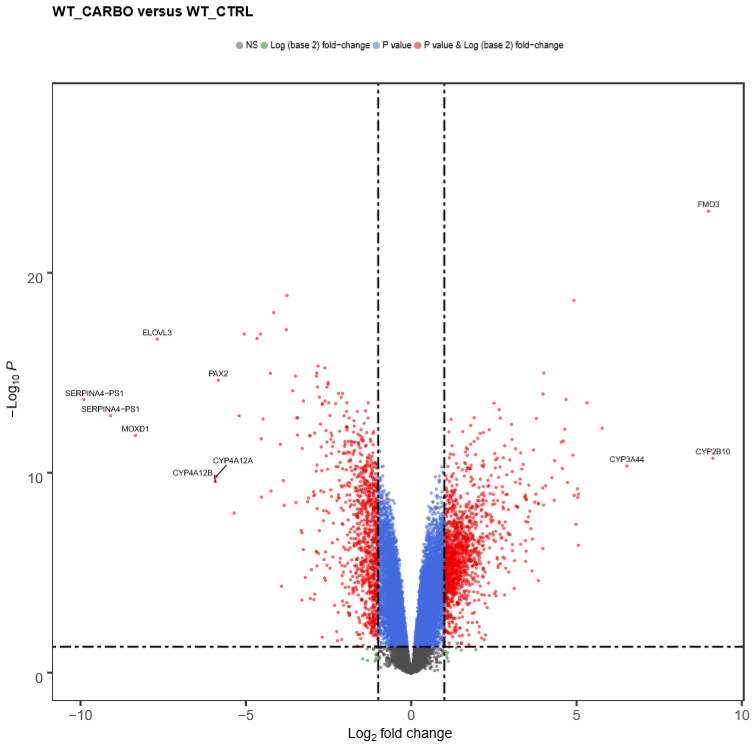 WT_CARBO versus WT_CTRL
NS Log (base 2) fold−change P value P value & Log (base 2) fold−change
FMO3
20
ELOVL3
PAX2
SERPINA4−PS1
SERPINA4−PS1
MOXD1
CYP2B10
CYP4A12A
CYP3A44
CYP4A12B
10
0
−Log10 P
−10 −5 0 5 10
Log2 fold change